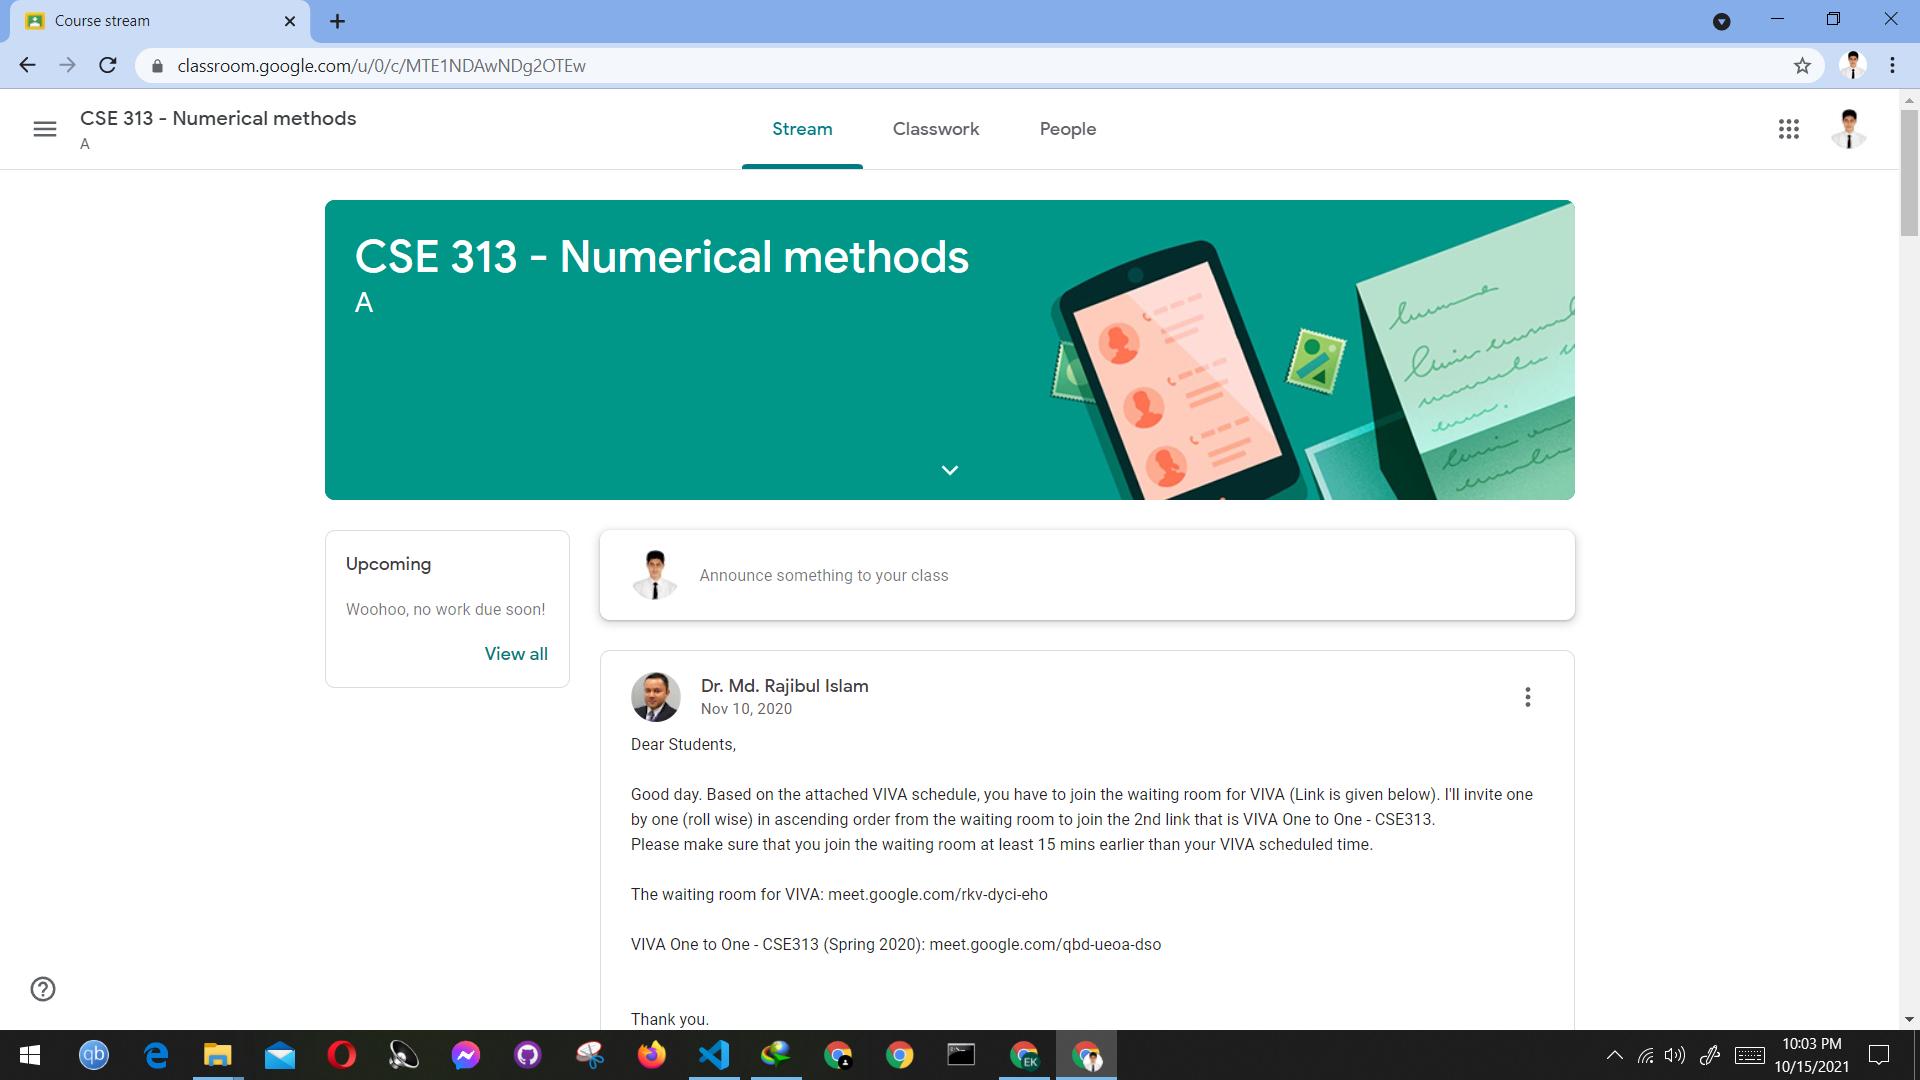 Course stream
classroom.google.com/u/0/c/MTE1NDAwNDg2OTEw
CSE 313 - Numerical methods
A
Stream
Classwork
People
CSE 313 - Numerical methods
A
Upcoming
Woohoo, no work due soon!
View all
Announce something to your class
Dr. Md. Rajibul Islam
Nov 10, 2020
Dear Students,
Good day. Based on the attached VIVA schedule, you have to join the waiting room for VIVA (Link is given below). I'll invite one
by one (roll wise) in ascending order from the waiting room to join the 2nd link that is VIVA One to One - CSE313.
Please make sure that you join the waiting room at least 15 mins earlier than your VIVA scheduled time.
The waiting room for VIVA: meet.google.com/rkv-dyci-eho
VIVA One to One - CSE313 (Spring 2020): meet.google.com/qbd-ueoa-dso
Thank you.
qb
EK
10:03 PM
10/15/2021